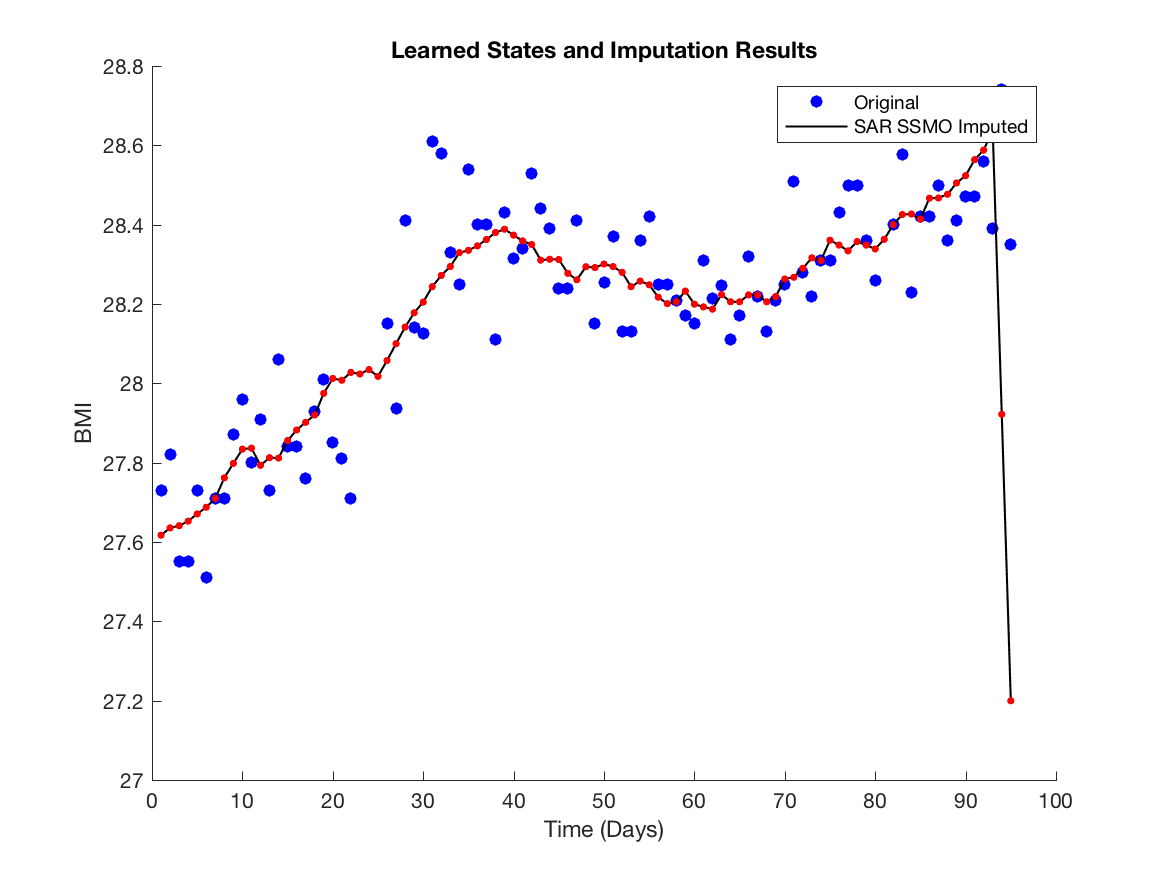 Learned States and Imputation Results
28.8
28.6
28.4
28.2
28
27.8
27.6
27.4
27.2
27
BMI
Original
SAR SSMO Imputed
0 10 20 30 40 50 60 70 80 90 100
Time (Days)